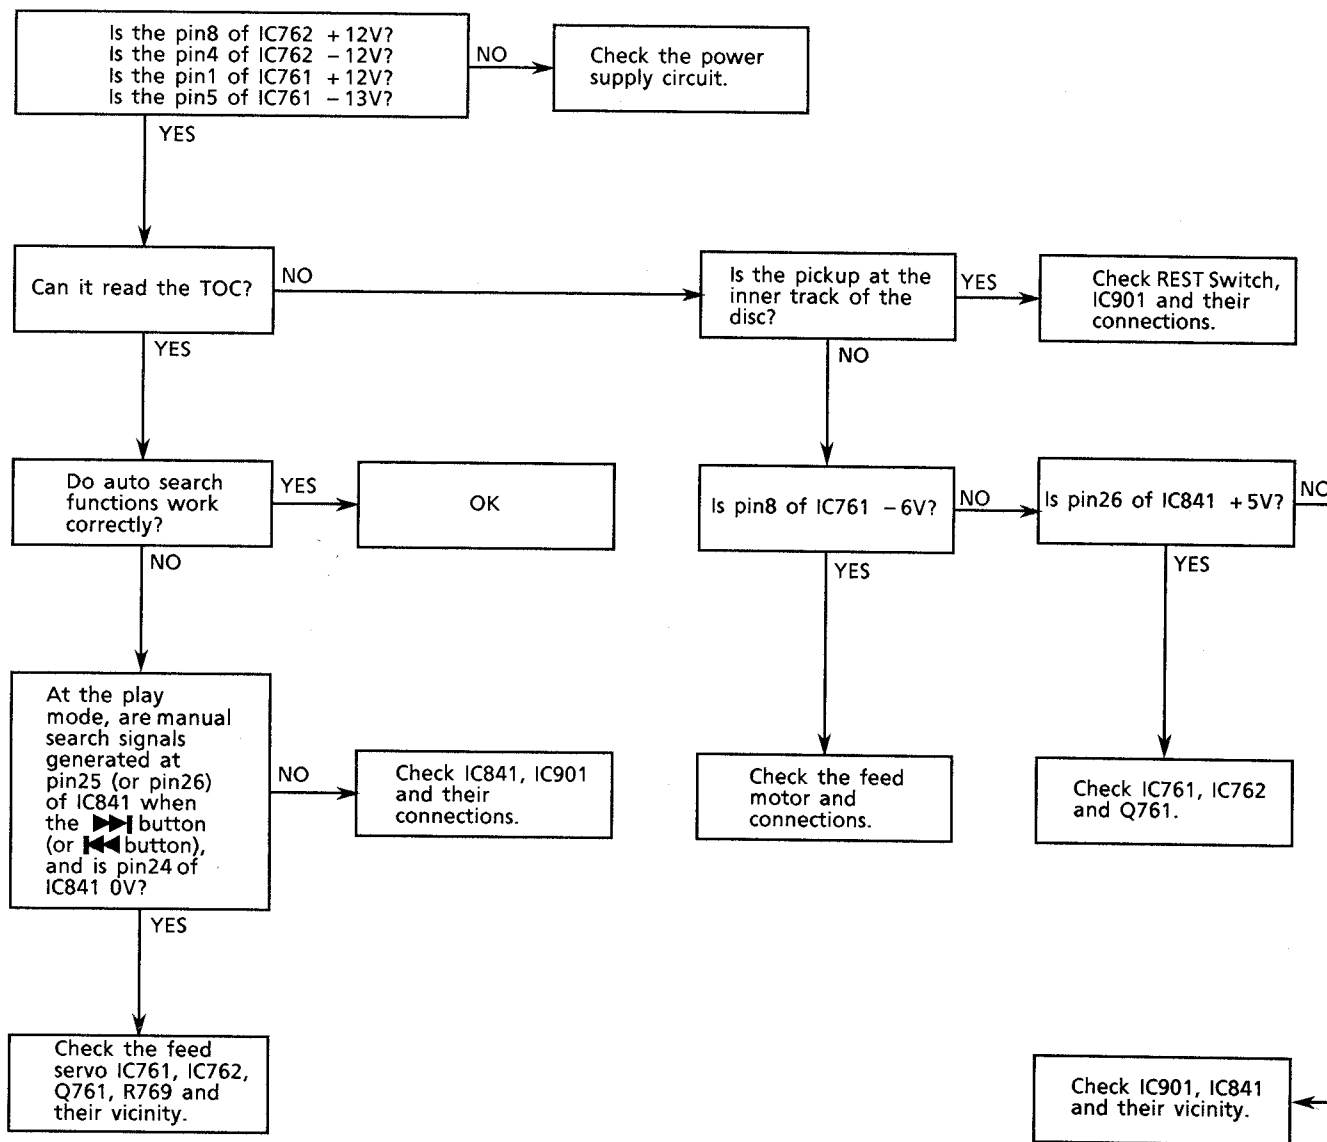 Is the pin8 of IC762 +12V?
Is the pin4 of IC762 −12V?
Is the pin1 of IC761 +12V?
Is the pin5 of IC761 −13V?
NO
Check the power
supply circuit.
YES
Can it read the TOC?
NO
Is the pickup at the
inner track of the
disc?
YES
Check REST Switch,
IC901 and their
connections.
YES
NO
Do auto search
functions work
correctly?
YES
OK
Is pin8 of IC761 −6V?
NO
Is pin26 of IC841 +5V?
NO
NO
YES
YES
At the play
mode, are manual
search signals
generated at
pin25 (or pin26)
of IC841 when
the ▶▶| button
(or |◀◀ button),
and is pin24 of
IC841 0V?
NO
Check IC841, IC901
and their
connections.
Check the feed
motor and
connections.
Check IC761, IC762
and Q761.
YES
Check the feed
servo IC761, IC762,
Q761, R769 and
their vicinity.
Check IC901, IC841
and their vicinity.